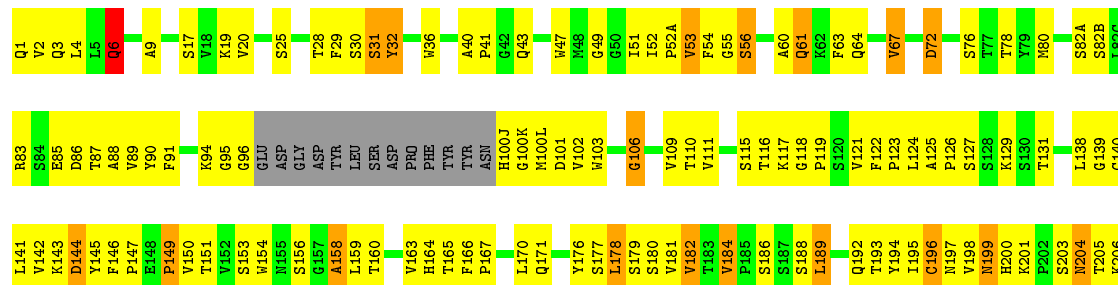 Q1 V2 Q3 L4 L5 Q6 A9 S17 V18 K19 V20 S25 T28 F29 S30 S31 Y32 W36 A40 P41 G42 Q43 W47 M48 G49 G50 I51 I52 P52A V53 F54 G55 S56 A60 Q61 K62 F63 Q64 V67 D72 S76 T77 T78 Y79 M80 S82A S82B L82C
R83 S84 E85 D86 T87 A88 V89 Y90 F91 K94 G95 G96 GLU ASP GLY ASP TYR LEU SER ASP PRO PHE TYR TYR ASN H100J G100K M100L D101 V102 W103 G106 V109 T110 V111 S115 T116 K117 G118 P119 S120 V121 F122 P123 L124 A125 P126 S127 S128 K129 S130 T131 L138 G139 C140
L141 V142 K143 D144 Y145 F146 P147 E148 P149 V150 T151 V152 S153 W154 N155 S156 G157 A158 L159 T160 V163 H164 T165 F166 P167 L170 Q171 Y176 S177 L178 S179 S180 V181 V182 T183 V184 P185 S186 S187 S188 L189 Q192 T193 Y194 I195 C196 N197 V198 N199 H200 K201 P202 S203 N204 T205 K206